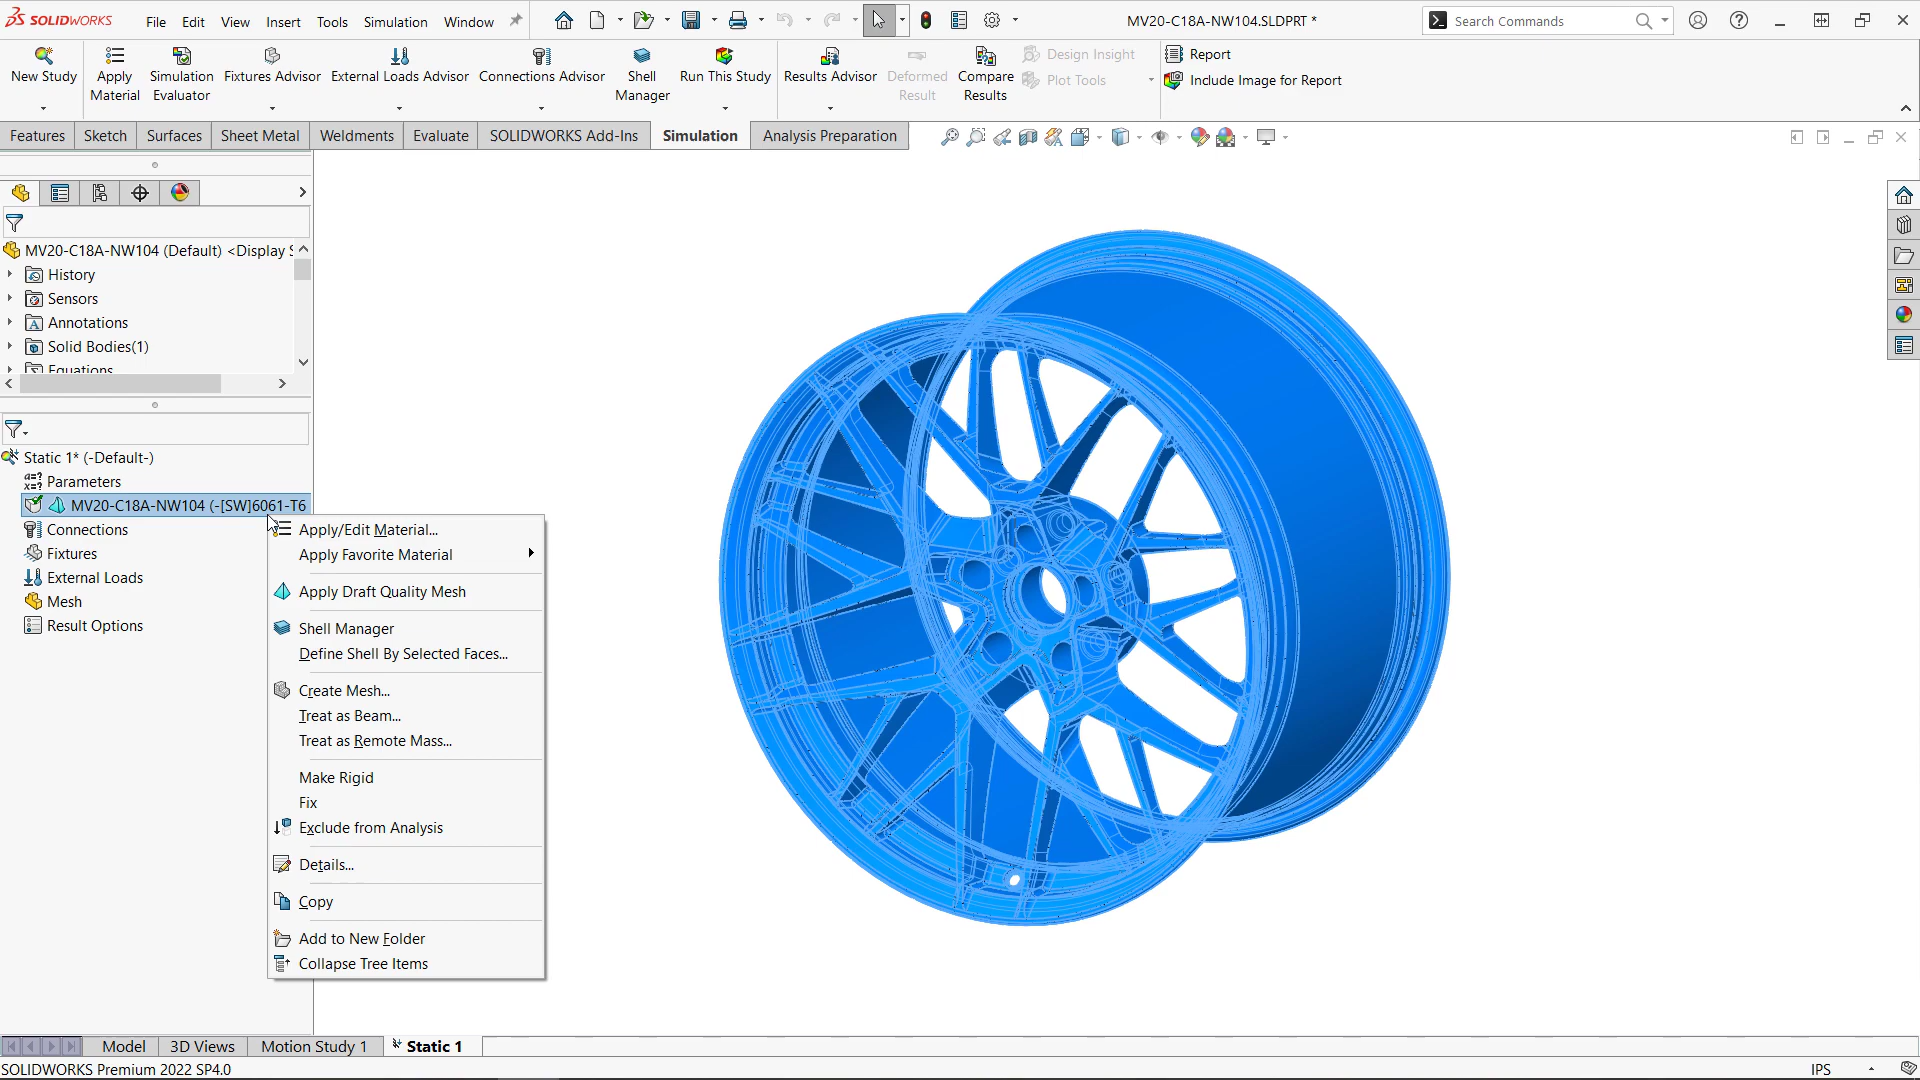 SOLIDWORKS File Edit View Insert Tools Simulation Window MV20-C18A-NW104.SLDPRT * Search Commands
New Study
Apply Material
Simulation Evaluator
Fixtures Advisor
External Loads Advisor
Connections Advisor
Shell Manager
Run This Study
Results Advisor
Deformed Result
Compare Results
Design Insight
Plot Tools
Report
Include Image for Report
Features Sketch Surfaces Sheet Metal Weldments Evaluate SOLIDWORKS Add-Ins Simulation Analysis Preparation
MV20-C18A-NW104 (Default) <Display S
History
Sensors
Annotations
Solid Bodies(1)
Equations
Static 1* (-Default-)
Parameters
MV20-C18A-NW104 (-[SW]6061-T6
Connections
Fixtures
External Loads
Mesh
Result Options
Apply/Edit Material...
Apply Favorite Material
Apply Draft Quality Mesh
Shell Manager
Define Shell By Selected Faces...
Create Mesh...
Treat as Beam...
Treat as Remote Mass...
Make Rigid
Fix
Exclude from Analysis
Details...
Copy
Add to New Folder
Collapse Tree Items
Model 3D Views Motion Study 1 Static 1
SOLIDWORKS Premium 2022 SP4.0 IPS